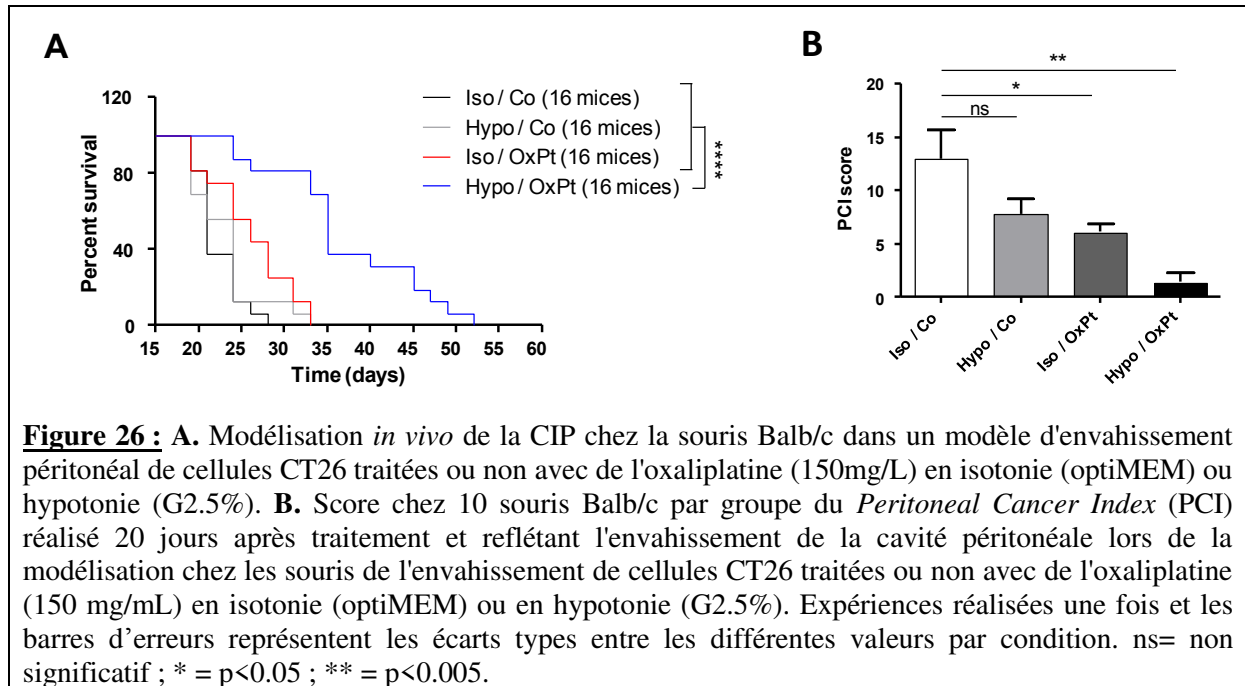 A
120
80
40
0
Percent survival
15 20 25 30 35 40 45 50 55 60
Time (days)
Iso / Co (16 mices)
Hypo / Co (16 mices)
Iso / OxPt (16 mices)
Hypo / OxPt (16 mices)
****
B
**
*
ns
20
15
10
5
0
PCI score
Iso / Co
Hypo / Co
Iso / OxPt
Hypo / OxPt
Figure 26 : A. Modélisation in vivo de la CIP chez la souris Balb/c dans un modèle d'envahissement
péritonéal de cellules CT26 traitées ou non avec de l'oxaliplatine (150mg/L) en isotonie (optiMEM) ou
hypotonie (G2.5%). B. Score chez 10 souris Balb/c par groupe du Peritoneal Cancer Index (PCI)
réalisé 20 jours après traitement et reflétant l'envahissement de la cavité péritonéale lors de la
modélisation chez les souris de l'envahissement de cellules CT26 traitées ou non avec de l'oxaliplatine
(150 mg/mL) en isotonie (optiMEM) ou en hypotonie (G2.5%). Expériences réalisées une fois et les
barres d’erreurs représentent les écarts types entre les différentes valeurs par condition. ns= non
significatif ; * = p<0.05 ; ** = p<0.005.